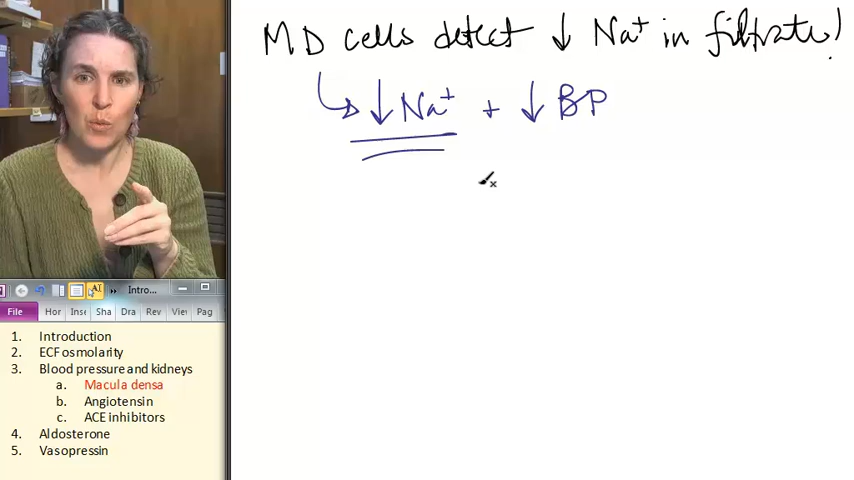 MD cells detect ↓ Na⁺ in filtrate!
↳ ↓ Na⁺ + ↓ BP
Intro...
File Hor Inse Sha Dra Rev Vie Pag
1. Introduction
2. ECF osmolarity
3. Blood pressure and kidneys
a. Macula densa
b. Angiotensin
c. ACE inhibitors
4. Aldosterone
5. Vasopressin